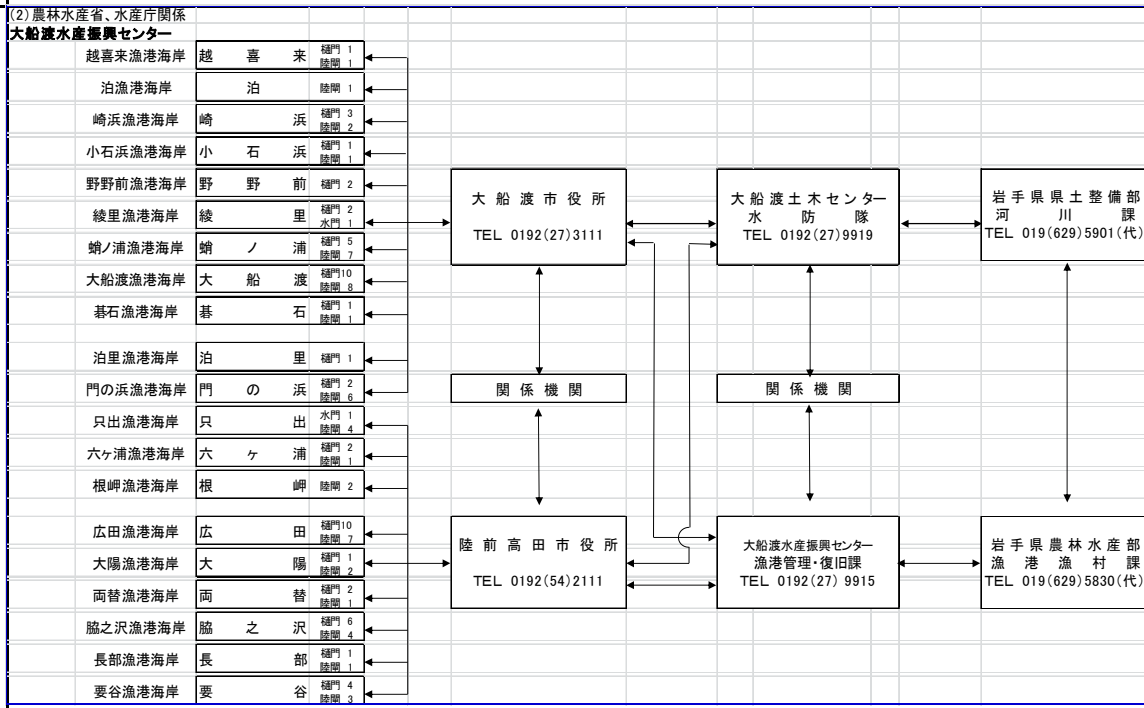 (2)農林水産省、水産庁関係
大船渡水産振興センター
越喜来漁港海岸 越喜来 樋門 1 陸閘 1
泊漁港海岸 泊 陸閘 1
崎浜漁港海岸 崎浜 樋門 3 陸閘 2
小石浜漁港海岸 小石浜 樋門 1 陸閘 1
野野前漁港海岸 野野前 樋門 2
綾里漁港海岸 綾里 樋門 2 水門 1
蛸ノ浦漁港海岸 蛸ノ浦 樋門 5 陸閘 7
大船渡漁港海岸 大船渡 樋門10 陸閘 8
碁石漁港海岸 碁石 樋門 1 陸閘 1
泊里漁港海岸 泊里 樋門 1
門の浜漁港海岸 門の浜 樋門 2 陸閘 6
只出漁港海岸 只出 水門 1 陸閘 4
六ヶ浦漁港海岸 六ヶ浦 樋門 2 陸閘 1
根岬漁港海岸 根岬 陸閘 2
広田漁港海岸 広田 樋門10 陸閘 7
大陽漁港海岸 大陽 樋門 1 陸閘 2
両替漁港海岸 両替 樋門 2 陸閘 1
脇之沢漁港海岸 脇之沢 樋門 6 陸閘 4
長部漁港海岸 長部 樋門 1 陸閘 1
要谷漁港海岸 要谷 樋門 4 陸閘 3
大船渡市役所
TEL 0192(27)3111
大船渡土木センター
水防隊
TEL 0192(27)9919
岩手県県土整備部
河川課
TEL 019(629)5901(代)
関係機関
関係機関
陸前高田市役所
TEL 0192(54)2111
大船渡水産振興センター
漁港管理・復旧課
TEL 0192(27) 9915
岩手県農林水産部
漁港漁村課
TEL 019(629)5830(代)